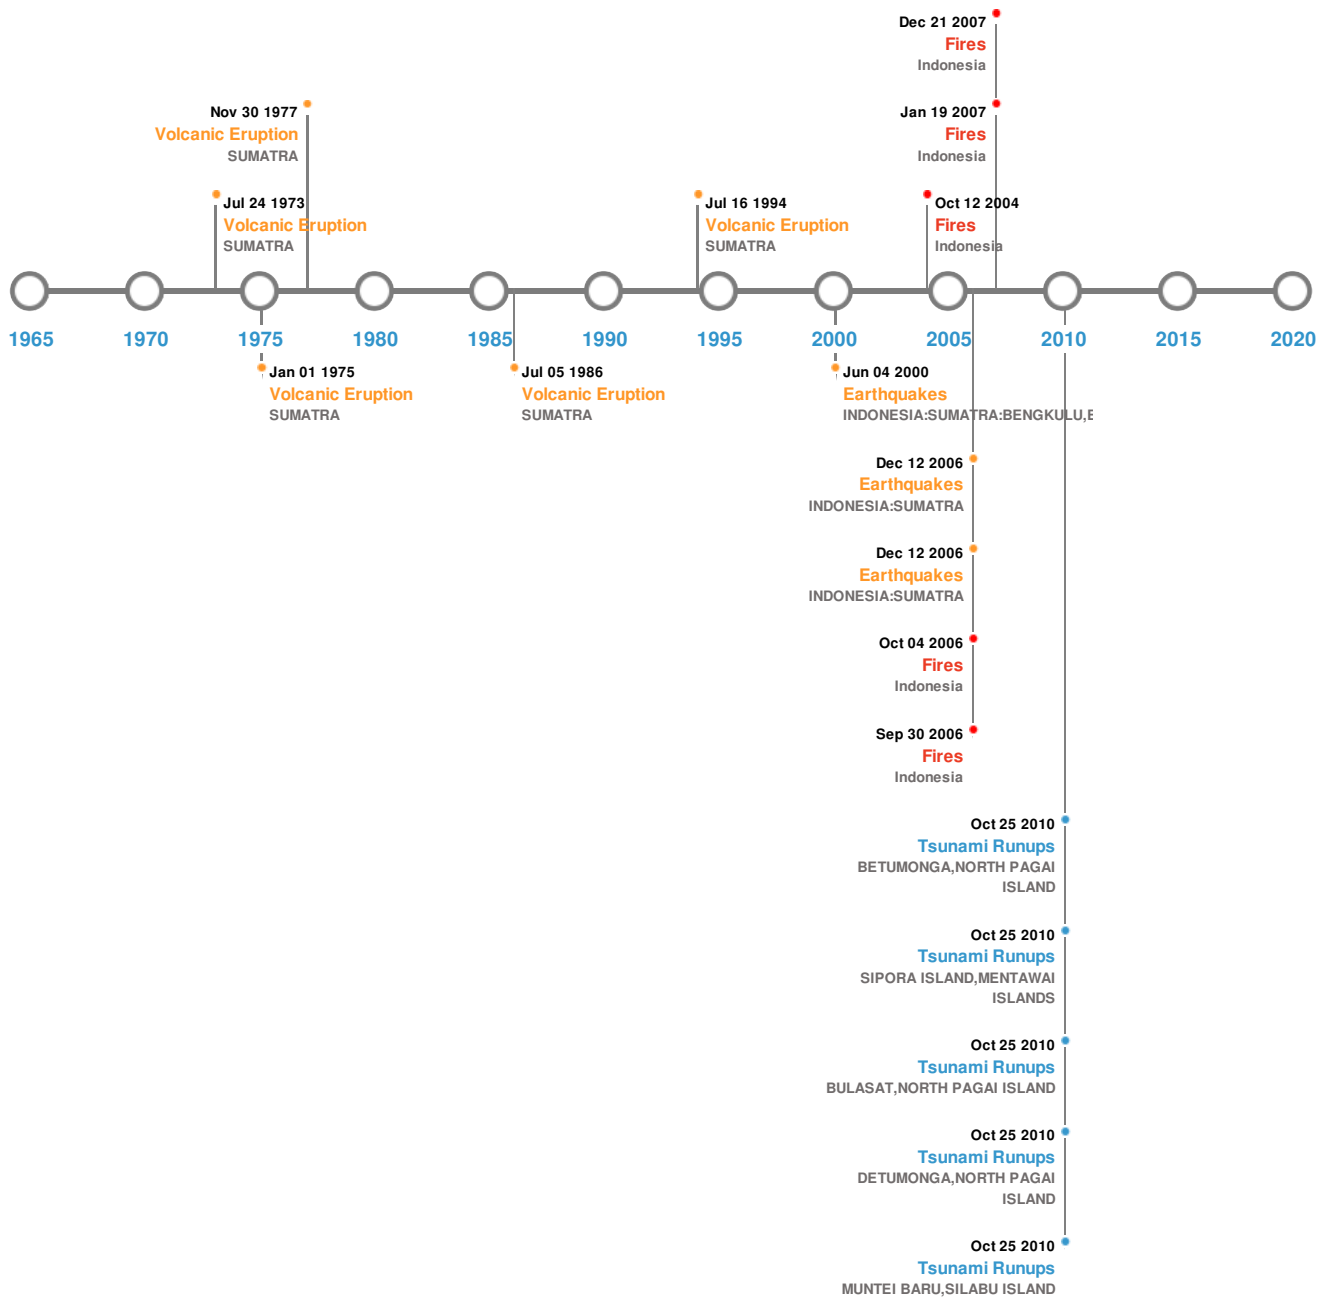 Dec 21 2007
Fires
Indonesia
Nov 30 1977
Volcanic Eruption
SUMATRA
Jan 19 2007
Fires
Indonesia
Jul 24 1973
Volcanic Eruption
SUMATRA
Jul 16 1994
Volcanic Eruption
SUMATRA
Oct 12 2004
Fires
Indonesia
1965 1970 1975 1980 1985 1990 1995 2000 2005 2010 2015 2020
Jan 01 1975
Volcanic Eruption
SUMATRA
Jul 05 1986
Volcanic Eruption
SUMATRA
Jun 04 2000
Earthquakes
INDONESIA:SUMATRA:BENGKULU,E
Dec 12 2006
Earthquakes
INDONESIA:SUMATRA
Dec 12 2006
Earthquakes
INDONESIA:SUMATRA
Oct 04 2006
Fires
Indonesia
Sep 30 2006
Fires
Indonesia
Oct 25 2010
Tsunami Runups
BETUMONGA,NORTH PAGAI
ISLAND
Oct 25 2010
Tsunami Runups
SIPORA ISLAND,MENTAWAI
ISLANDS
Oct 25 2010
Tsunami Runups
BULASAT,NORTH PAGAI ISLAND
Oct 25 2010
Tsunami Runups
DETUMONGA,NORTH PAGAI
ISLAND
Oct 25 2010
Tsunami Runups
MUNTEI BARU,SILABU ISLAND